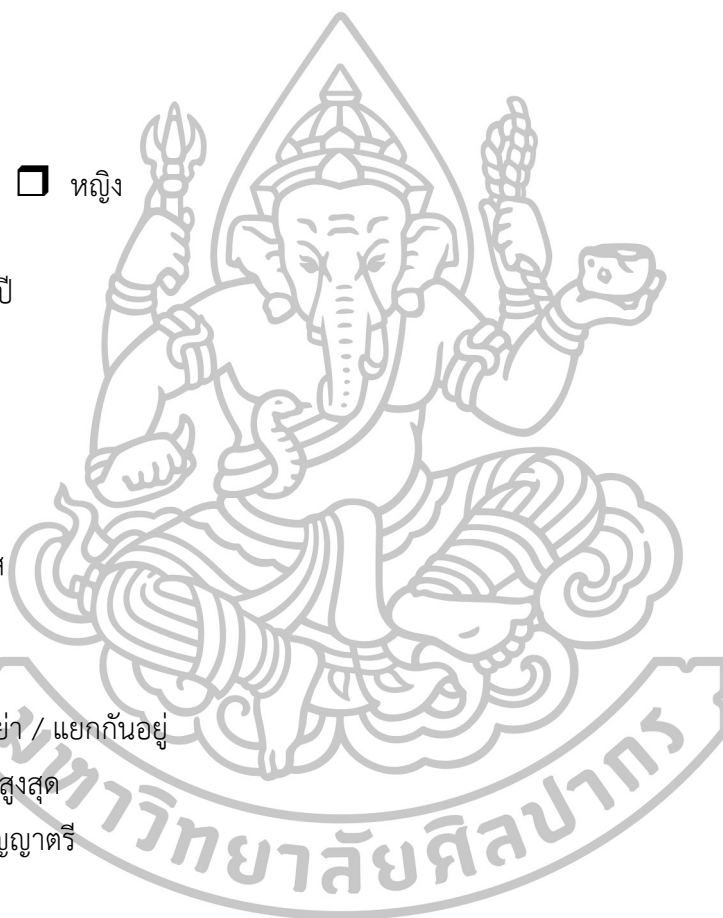 ❒ หญิง
ปี
ส
ย่า / แยกกันอยู่
สูงสุด
ญญาตรี
มหาวิทยาลัยศิลปากร